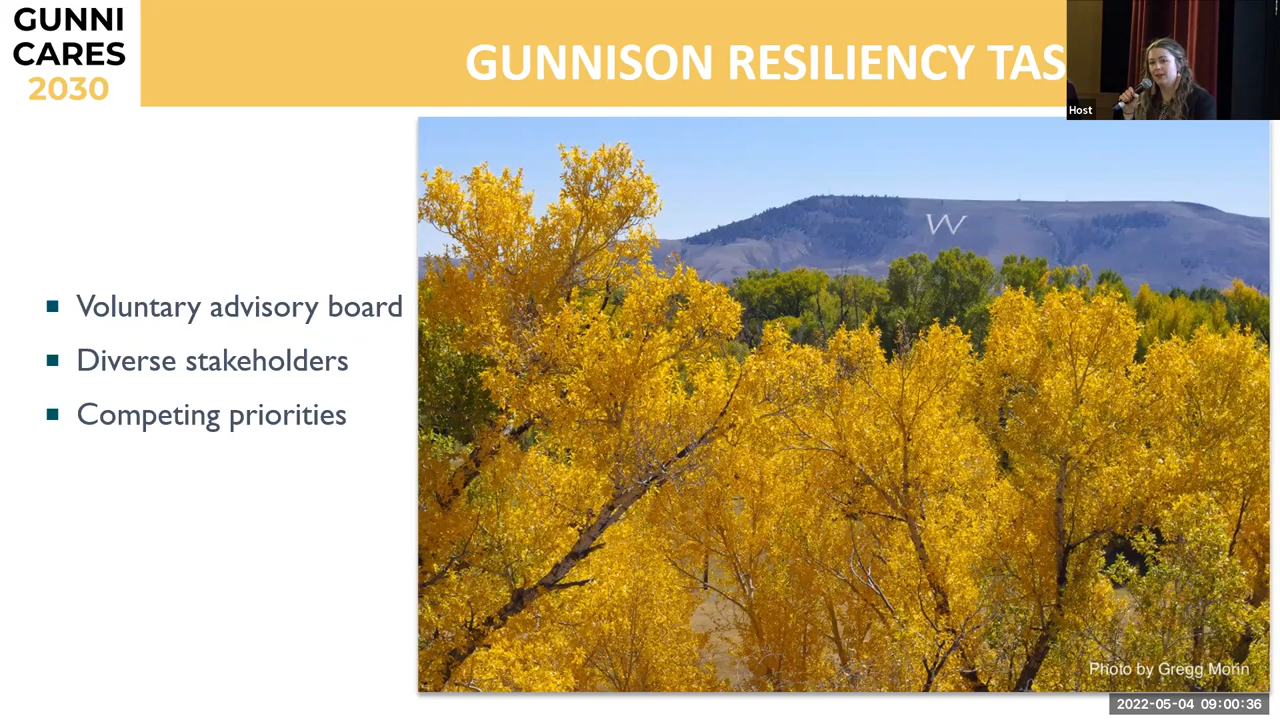 GUNNI
CARES
2030
GUNNISON RESILIENCY TAS
Host
W
Voluntary advisory board
Diverse stakeholders
Competing priorities
Photo by Gregg Morin
2022-05-04 09:00:36